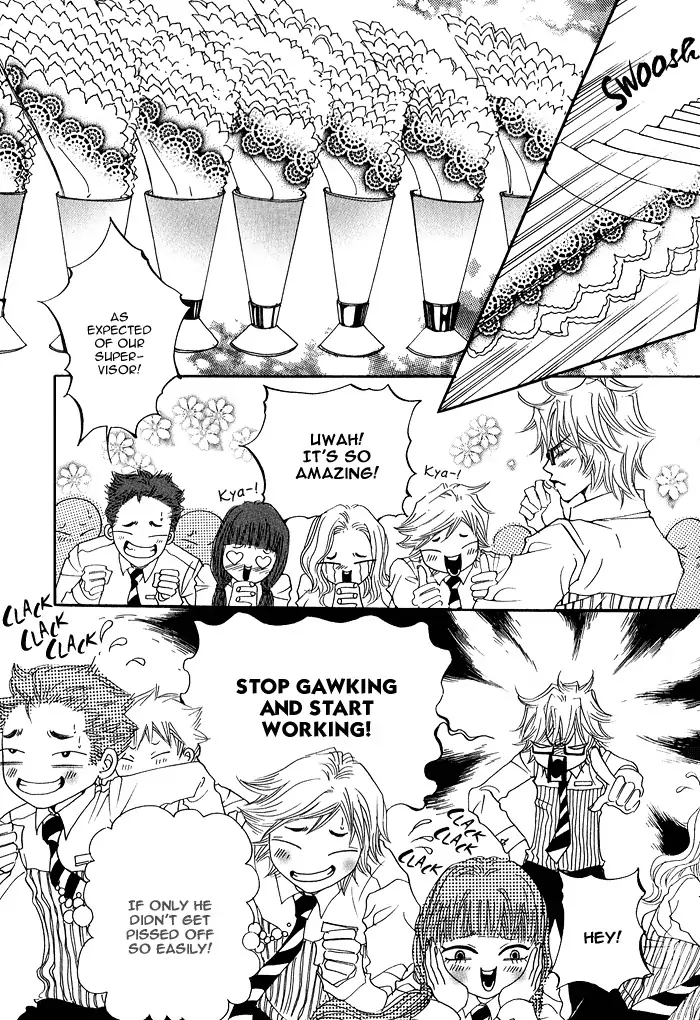 SWOOSH
AS
EXPECTED
OF OUR
SUPER-
VISOR!
Kya-!
UWAH!
IT'S SO
AMAZING!
Kya-!
CLACK
CLACK
CLACK!
STOP GAWKING
AND START
WORKING!
CLACK
CLACK
CLACK
IF ONLY HE
DIDN'T GET
PISSED OFF
SO EASILY!
HEY!